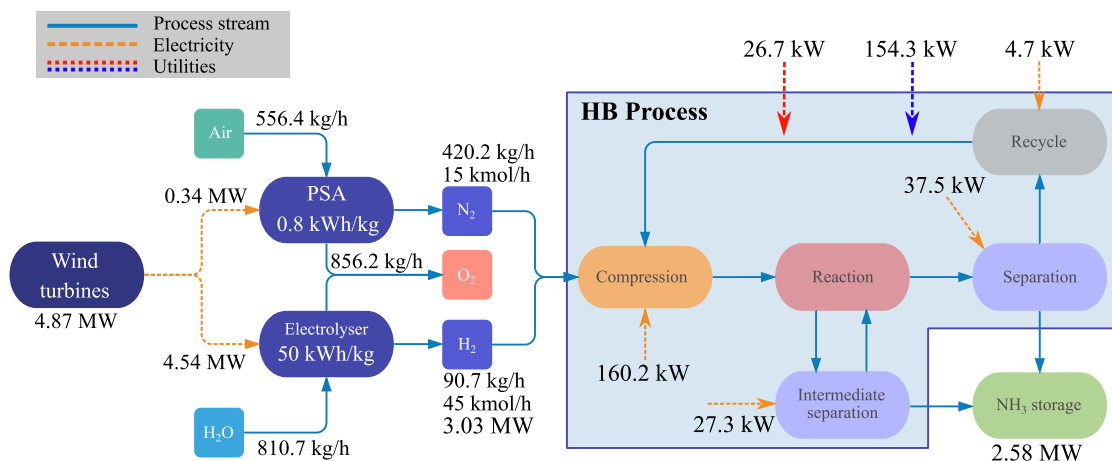 Process stream
Electricity
Utilities
26.7 kW
154.3 kW
4.7 kW
HB Process
Air
556.4 kg/h
Recycle
420.2 kg/h
15 kmol/h
0.34 MW
PSA
0.8 kWh/kg
N₂
37.5 kW
Wind
turbines
4.87 MW
856.2 kg/h
O₂
Compression
Reaction
Separation
4.54 MW
Electrolyser
50 kWh/kg
H₂
90.7 kg/h
45 kmol/h
3.03 MW
160.2 kW
H₂O
810.7 kg/h
27.3 kW
Intermediate
separation
NH₃ storage
2.58 MW